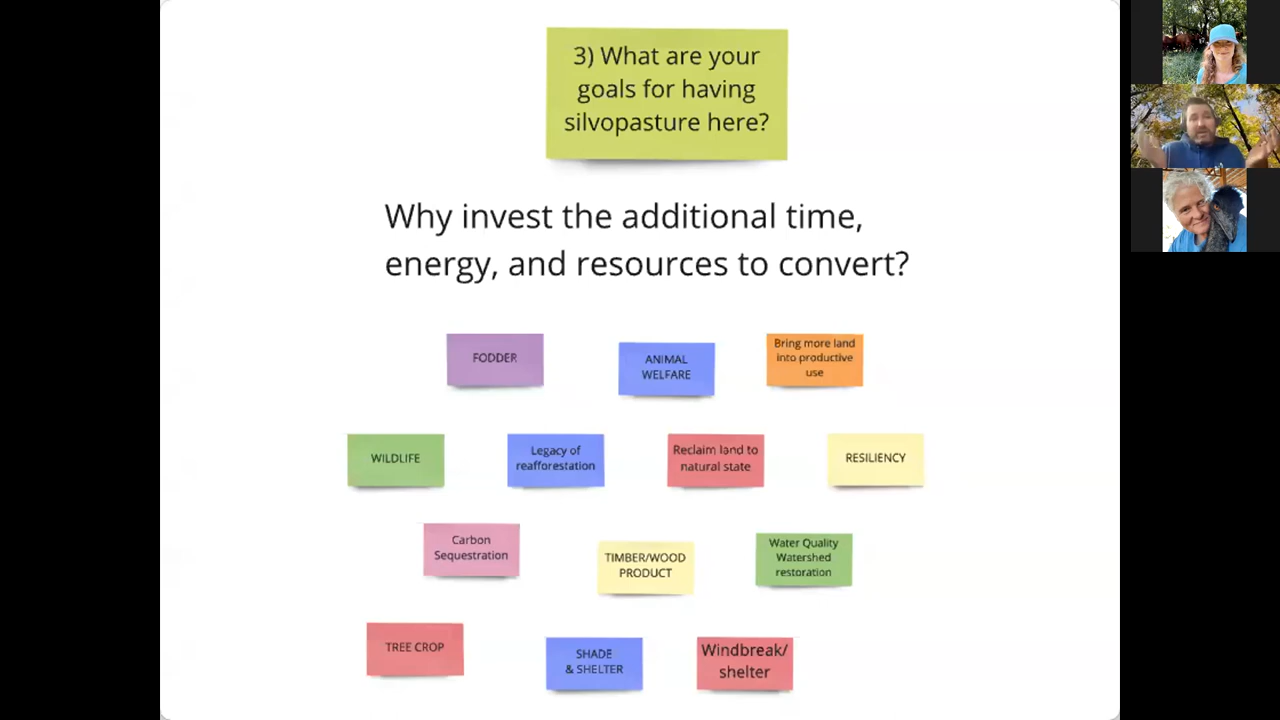 3) What are your
goals for having
silvopasture here?
Why invest the additional time,
energy, and resources to convert?
FODDER
ANIMAL
WELFARE
Bring more land
into productive
use
WILDLIFE
Legacy of
reafforestation
Reclaim land to
natural state
RESILIENCY
Carbon
Sequestration
TIMBER/WOOD
PRODUCT
Water Quality
Watershed
restoration
TREE CROP
SHADE
& SHELTER
Windbreak/
shelter